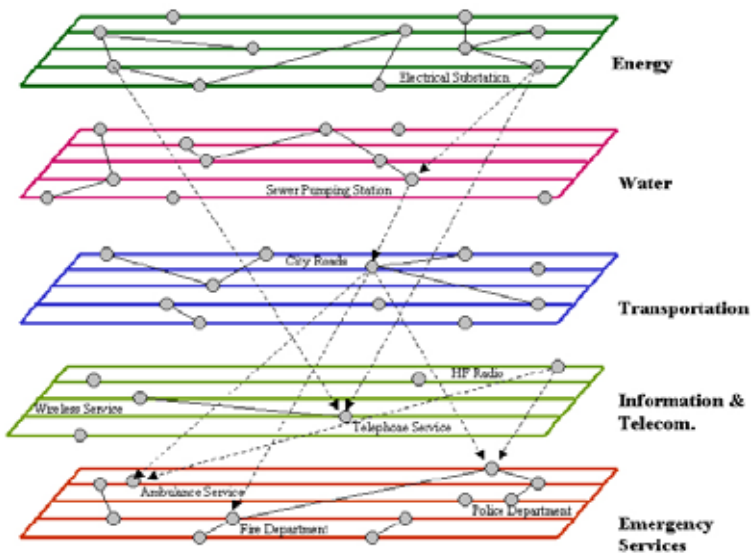 Electrical Substation
Energy
Sewer Pumping Station
Water
City Roads
Transportation
HF Radio
Wireless Service
Telephone Service
Information &
Telecom.
Ambulance Service
Police Department
Fire Department
Emergency
Services